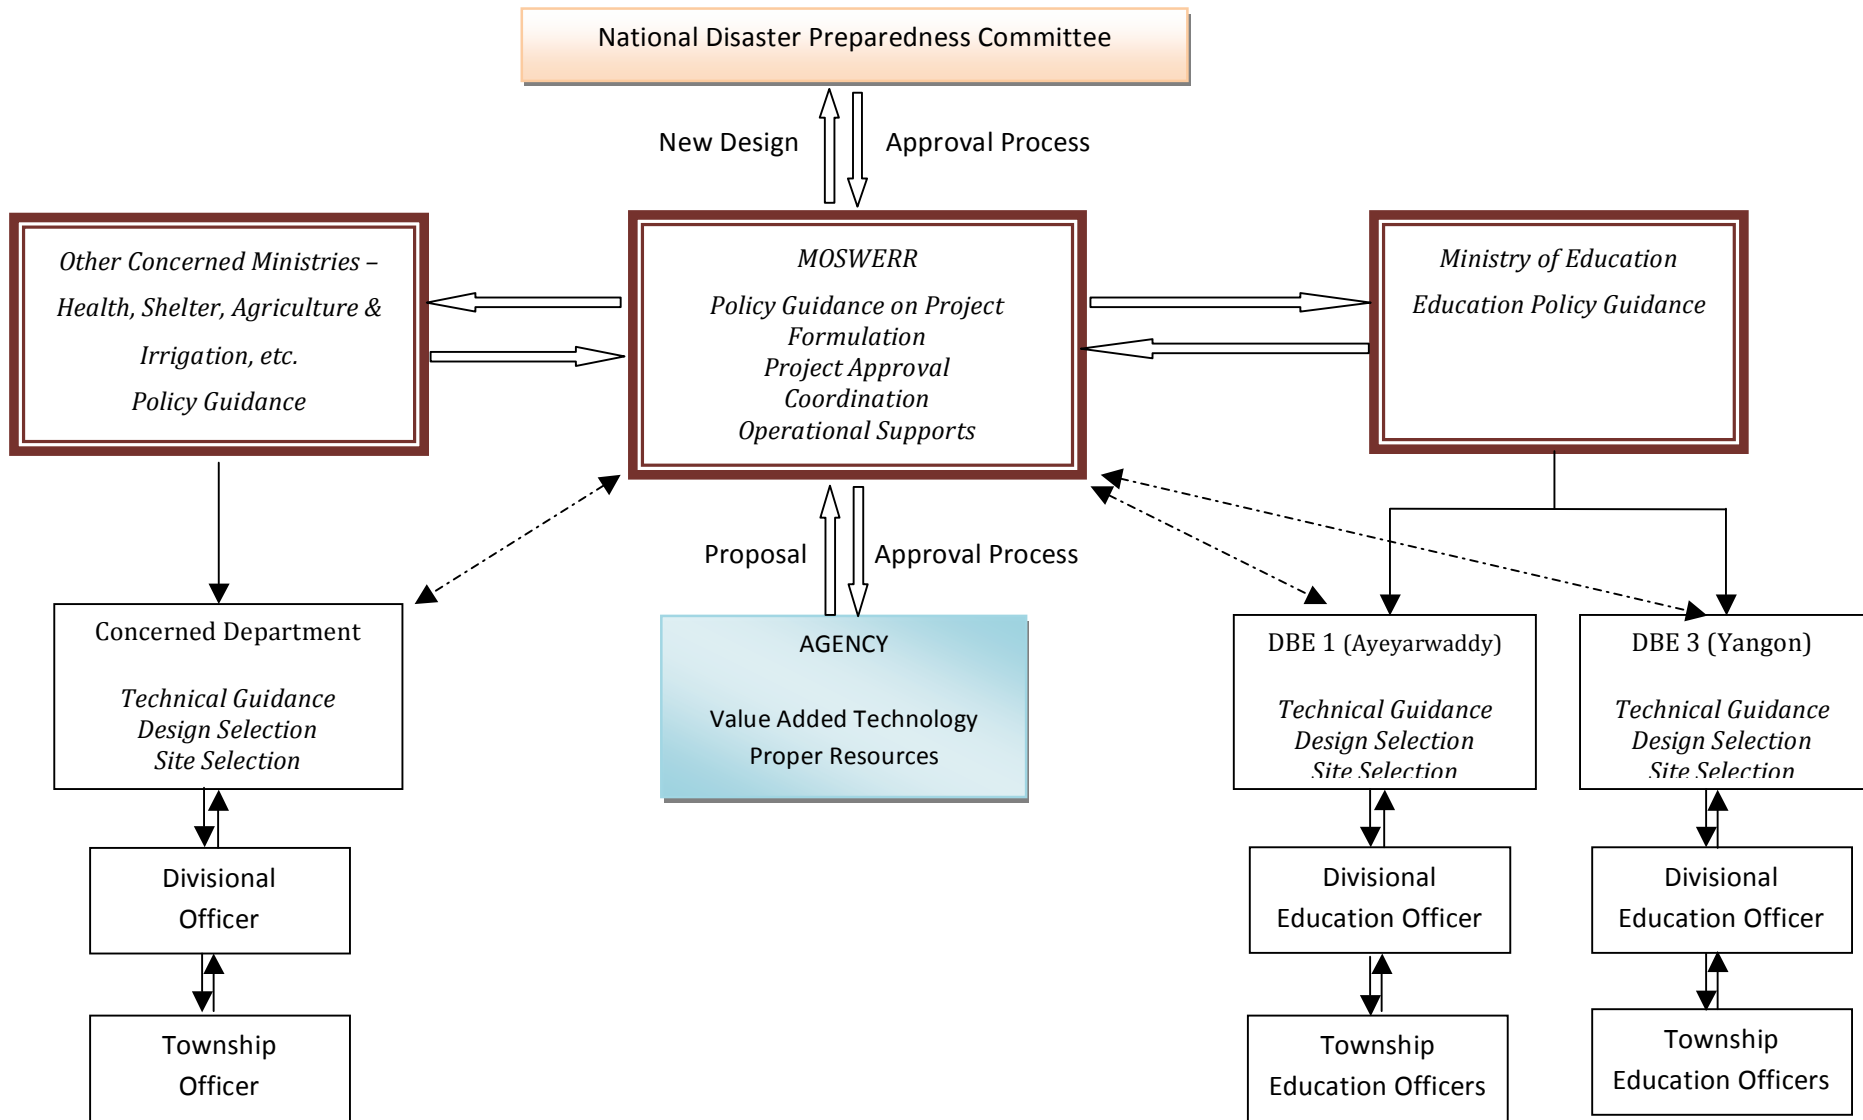 National Disaster Preparedness Committee
New Design
Approval Process
Other Concerned Ministries –
Health, Shelter, Agriculture &
Irrigation, etc.
Policy Guidance
MOSWERR
Policy Guidance on Project
Formulation
Project Approval
Coordination
Operational Supports
Ministry of Education
Education Policy Guidance
Proposal
Approval Process
Concerned Department
Technical Guidance
Design Selection
Site Selection
AGENCY
Value Added Technology
Proper Resources
DBE 1 (Ayeyarwaddy)
Technical Guidance
Design Selection
Site Selection
DBE 3 (Yangon)
Technical Guidance
Design Selection
Site Selection
Divisional
Officer
Divisional
Education Officer
Divisional
Education Officer
Township
Officer
Township
Education Officers
Township
Education Officers